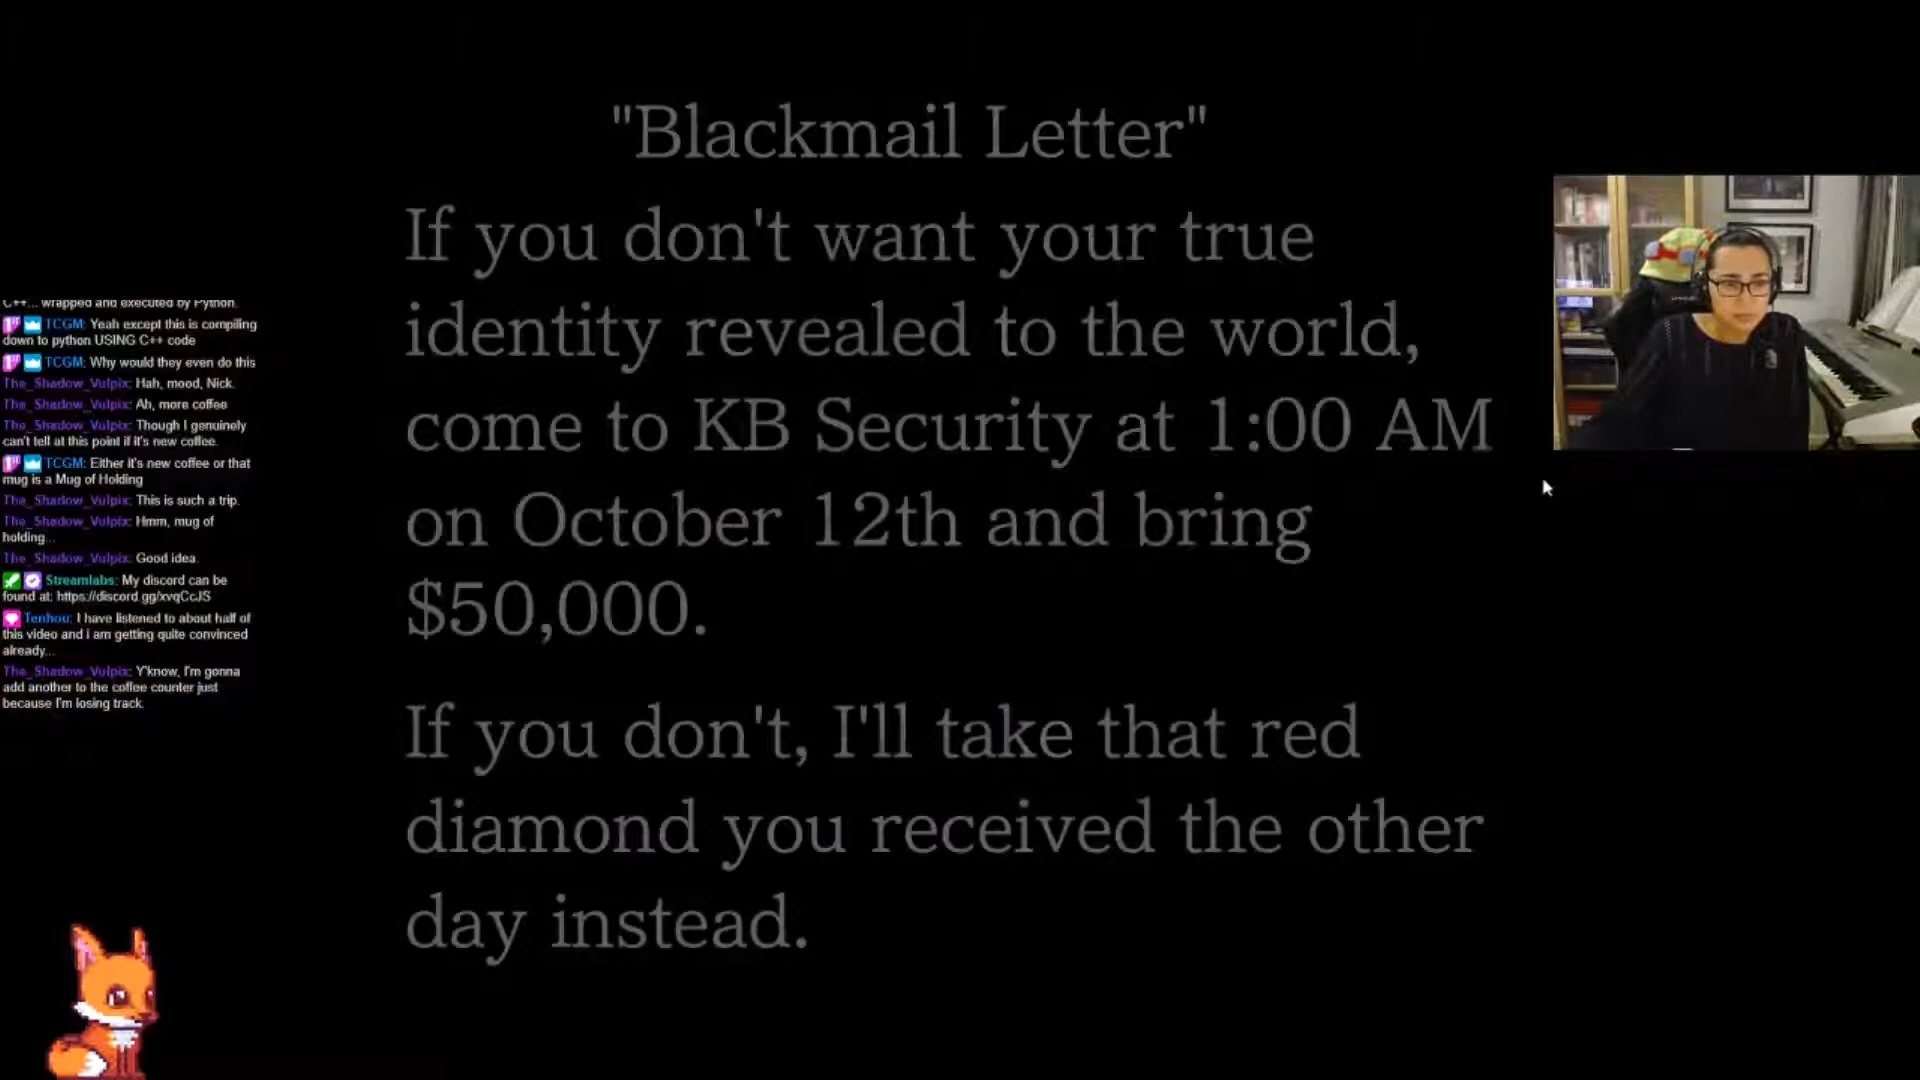 "Blackmail Letter"
If you don't want your true
identity revealed to the world,
come to KB Security at 1:00 AM
on October 12th and bring
$50,000.
If you don't, I'll take that red
diamond you received the other
day instead.
C++... wrapped and executed by Python.
TCGM: Yeah except this is compiling
down to python USING C++ code
TCGM: Why would they even do this
The_Shadow_Vulpix: Hah, mood, Nick.
The_Shadow_Vulpix: Ah, more coffee
The_Shadow_Vulpix: Though I genuinely
can't tell at this point if it's new coffee.
TCGM: Either it's new coffee or that
mug is a Mug of Holding
The_Shadow_Vulpix: This is such a trip.
The_Shadow_Vulpix: Hmm, mug of
holding...
The_Shadow_Vulpix: Good idea.
Streamlabs: My discord can be
found at: https://discord.gg/xvqCcJS
Tenhou: I have listened to about half of
this video and i am getting quite convinced
already...
The_Shadow_Vulpix: Y'know, I'm gonna
add another to the coffee counter just
because I'm losing track.